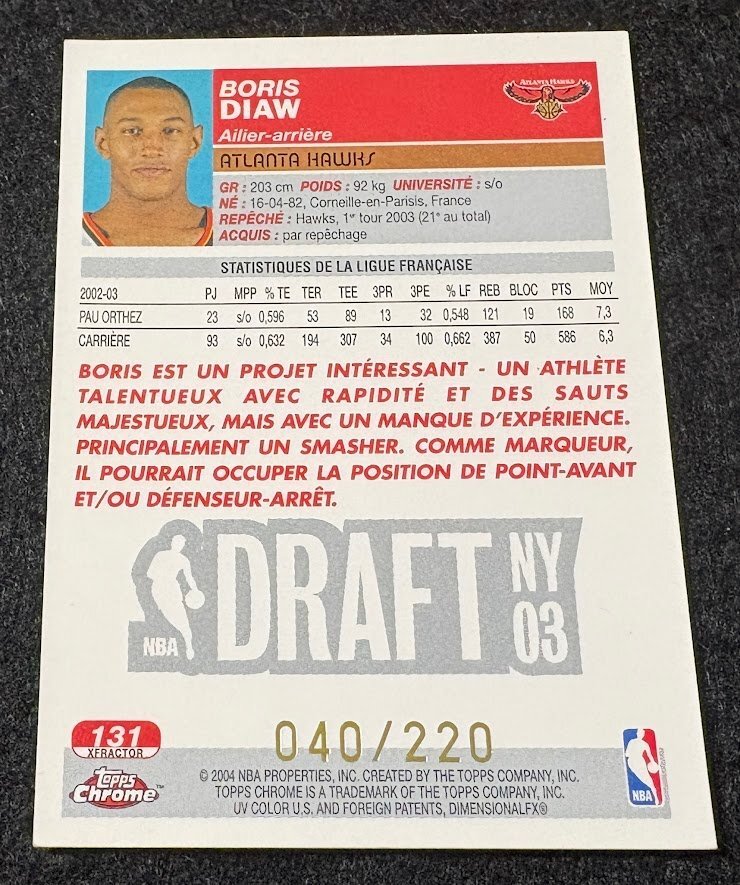 BORIS
DIAW
ATLANTA HAWKS
Ailier-arrière
ATLANTA HAWKS
GR : 203 cm POIDS : 92 kg UNIVERSITÉ : s/o
NÉ : 16-04-82, Corneille-en-Parisis, France
REPÊCHÉ : Hawks, 1er tour 2003 (21e au total)
ACQUIS : par repêchage
STATISTIQUES DE LA LIGUE FRANÇAISE
2002-03 PJ MPP % TE TER TEE 3PR 3PE % LF REB BLOC PTS MOY
PAU ORTHEZ 23 s/o 0,596 53 89 13 32 0,548 121 19 168 7,3
CARRIÈRE 93 s/o 0,632 194 307 34 100 0,662 387 50 586 6,3
BORIS EST UN PROJET INTÉRESSANT - UN ATHLÈTE
TALENTUEUX AVEC RAPIDITÉ ET DES SAUTS
MAJESTUEUX, MAIS AVEC UN MANQUE D'EXPÉRIENCE.
PRINCIPALEMENT UN SMASHER. COMME MARQUEUR,
IL POURRAIT OCCUPER LA POSITION DE POINT-AVANT
ET/OU DÉFENSEUR-ARRÊT.
NBA DRAFT NY
03
131
XFRACTOR
040/220
Topps
Chrome™
© 2004 NBA PROPERTIES, INC. CREATED BY THE TOPPS COMPANY, INC.
TOPPS CHROME IS A TRADEMARK OF THE TOPPS COMPANY, INC.
UV COLOR U.S. AND FOREIGN PATENTS, DIMENSIONALFX®
NBA